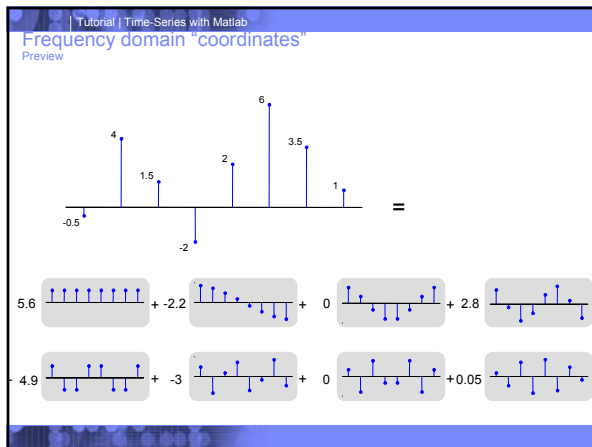 Tutorial | Time-Series with Matlab
Frequency domain “coordinates”
Preview
6
4
3.5
2
1.5
1
-0.5
-2
=
5.6 + -2.2 + 0 + 2.8
- 4.9 + -3 + 0 + 0.05